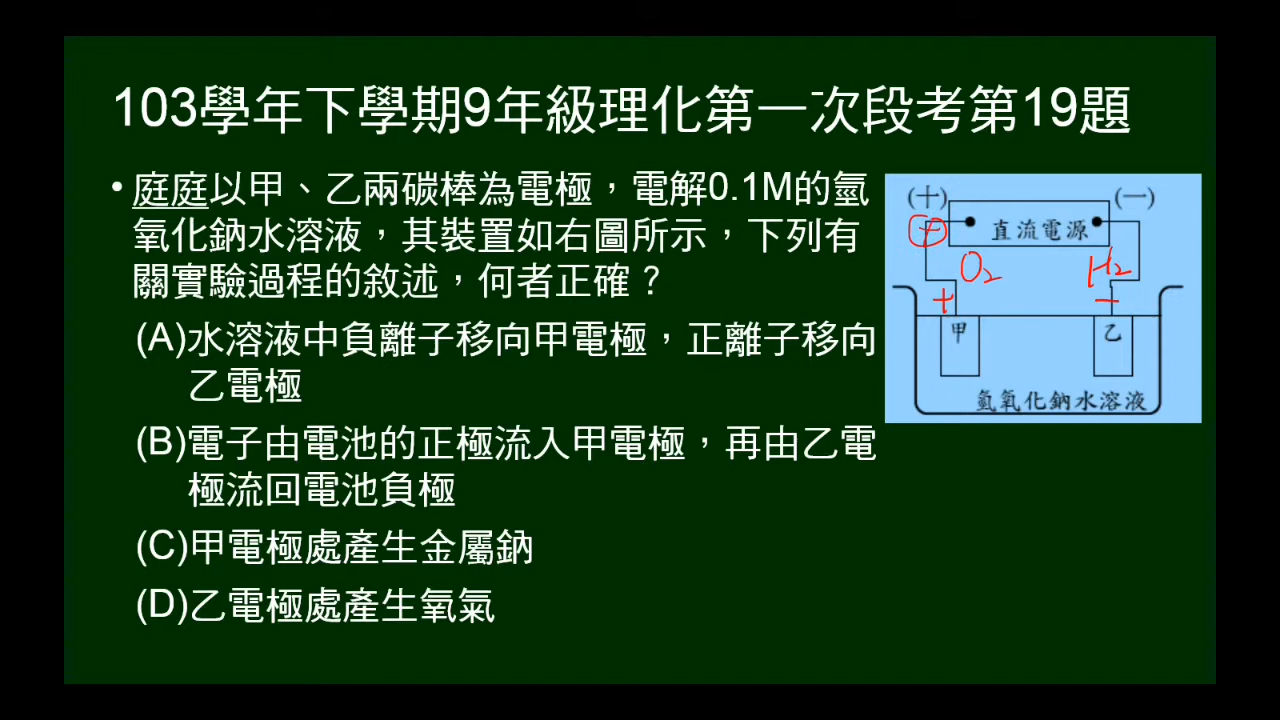 103學年下學期9年級理化第一次段考第19題
• 庭庭以甲、乙兩碳棒為電極，電解0.1M的氫
氧化鈉水溶液，其裝置如右圖所示，下列有
關實驗過程的敘述，何者正確？
(A)水溶液中負離子移向甲電極，正離子移向
乙電極
(B)電子由電池的正極流入甲電極，再由乙電
極流回電池負極
(C)甲電極處產生金屬鈉
(D)乙電極處產生氧氣
(十) (一)
直流電源
O₂ H₂
+ −
甲 乙
氫氧化鈉水溶液